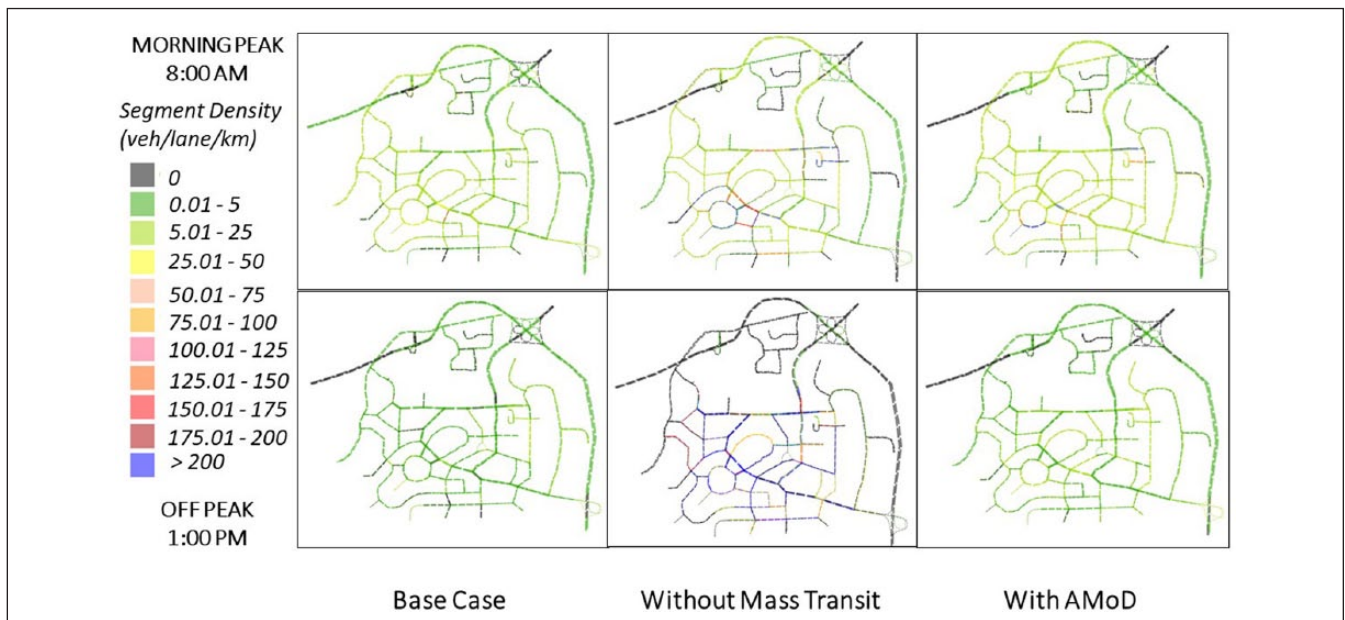 MORNING PEAK
8:00 AM
Segment Density
(veh/lane/km)
0
0.01 - 5
5.01 - 25
25.01 - 50
50.01 - 75
75.01 - 100
100.01 - 125
125.01 - 150
150.01 - 175
175.01 - 200
> 200
OFF PEAK
1:00 PM
Base Case
Without Mass Transit
With AMoD